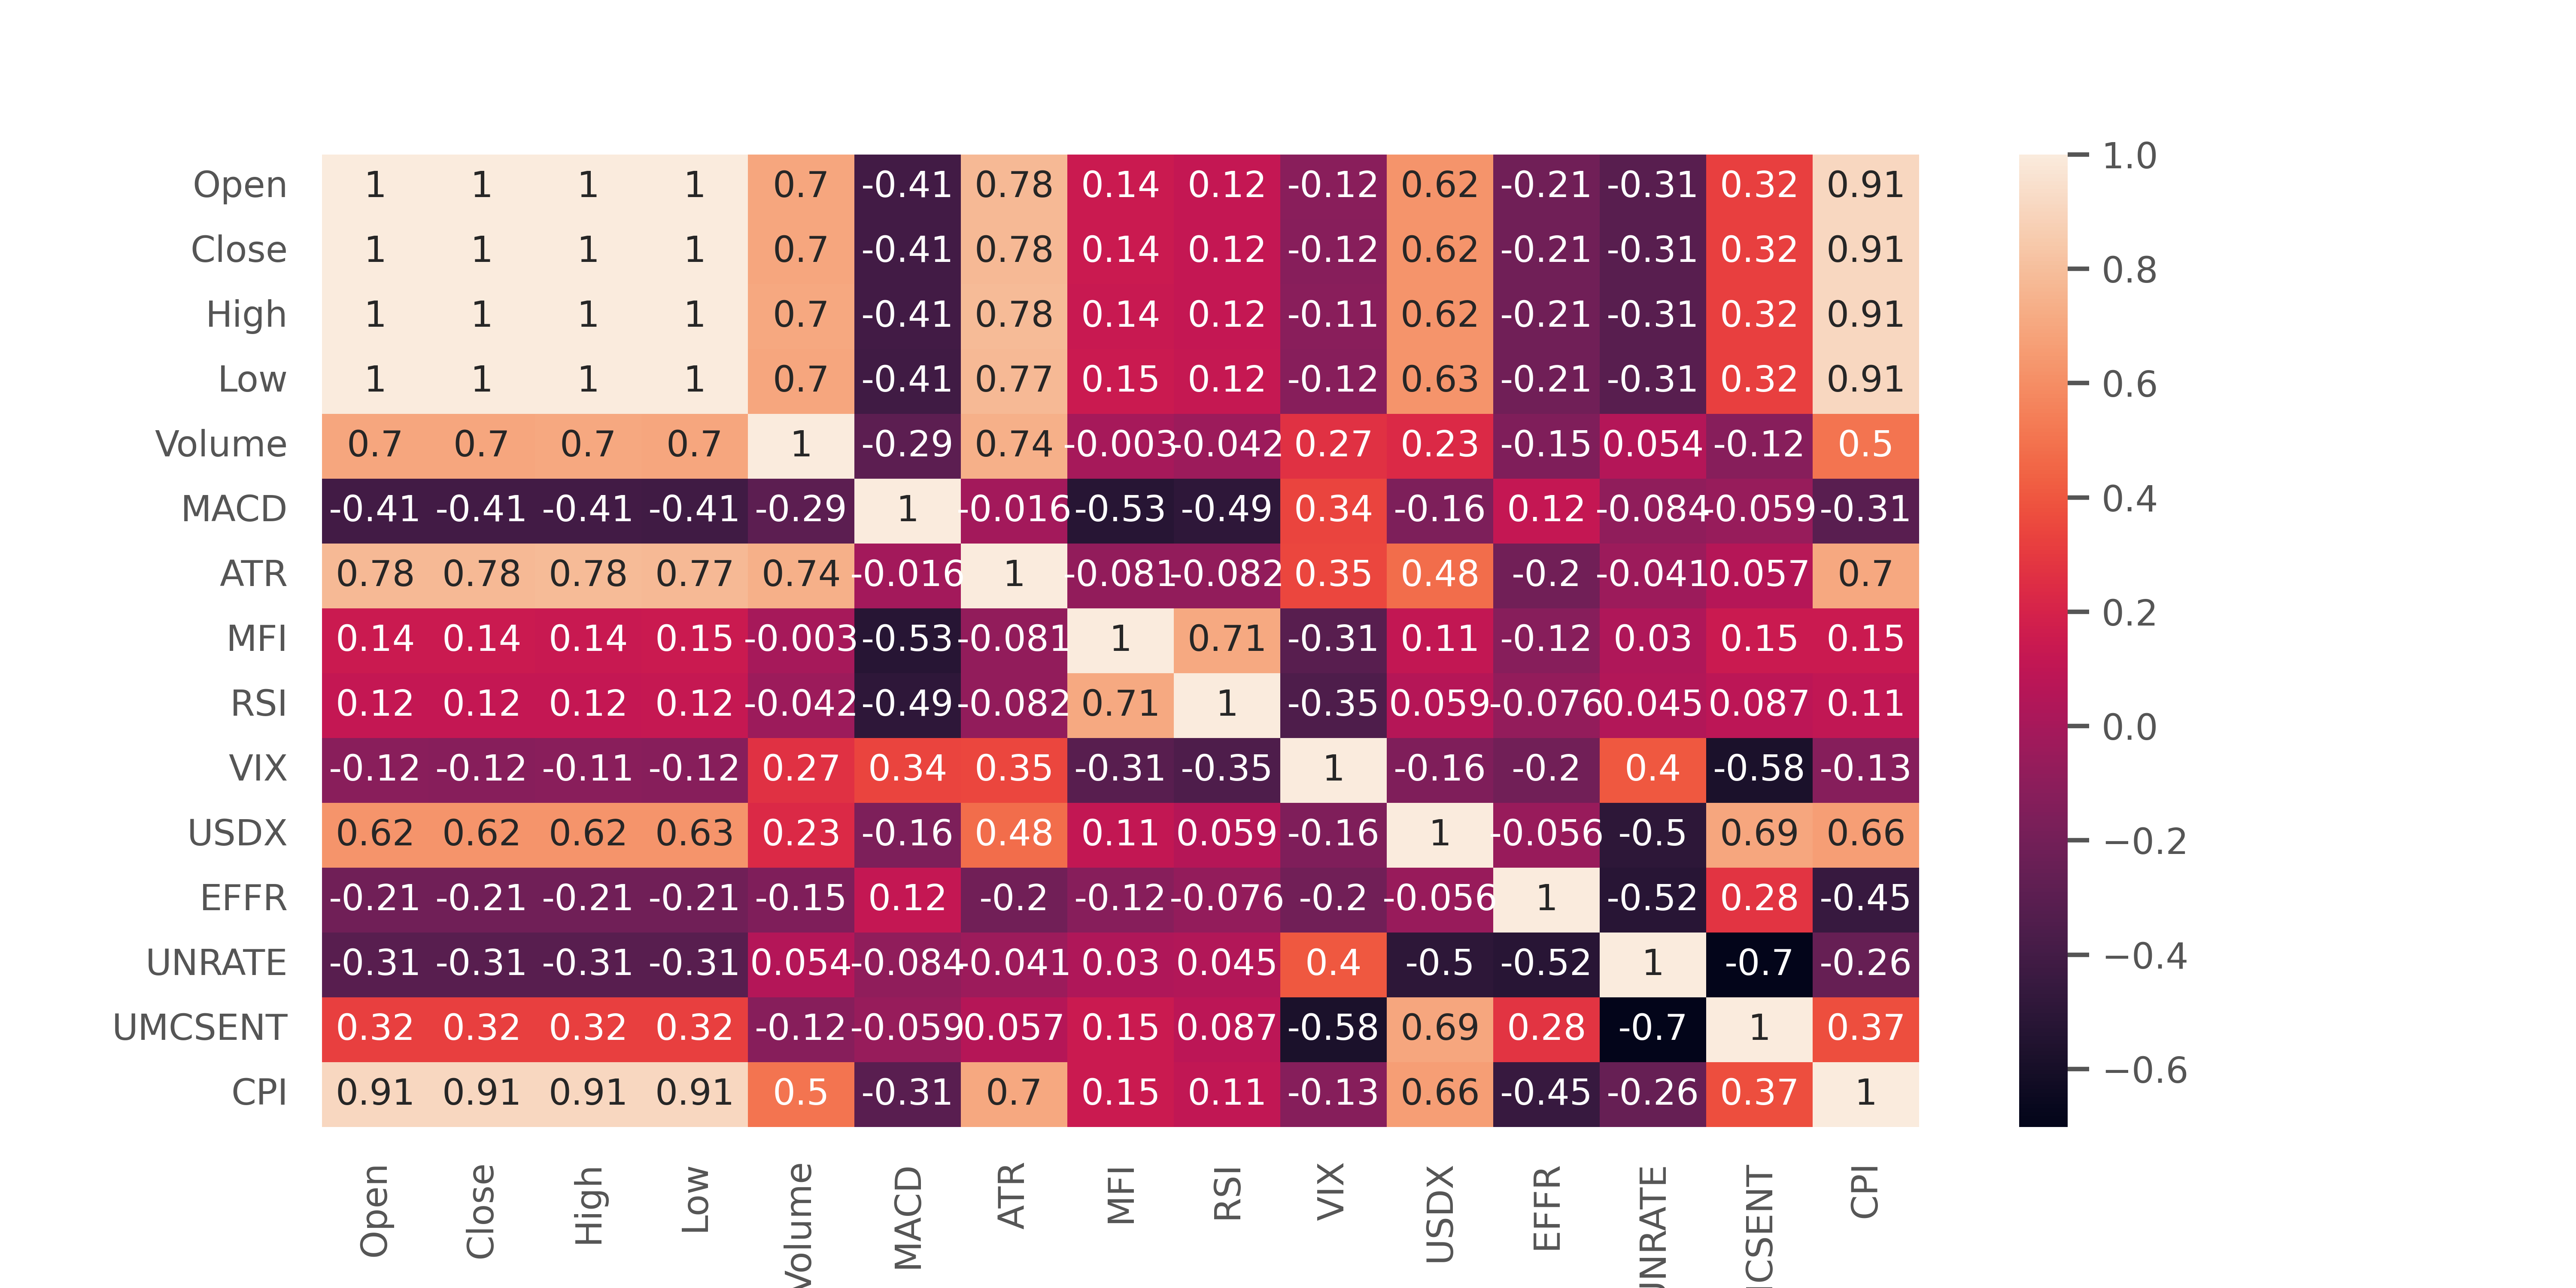 1.0
Open 1 1 1 1 0.7 -0.41 0.78 0.14 0.12 -0.12 0.62 -0.21 -0.31 0.32 0.91
Close 1 1 1 1 0.7 -0.41 0.78 0.14 0.12 -0.12 0.62 -0.21 -0.31 0.32 0.91
0.8
High 1 1 1 1 0.7 -0.41 0.78 0.14 0.12 -0.11 0.62 -0.21 -0.31 0.32 0.91
Low 1 1 1 1 0.7 -0.41 0.77 0.15 0.12 -0.12 0.63 -0.21 -0.31 0.32 0.91
0.6
Volume 0.7 0.7 0.7 0.7 1 -0.29 0.74 -0.003 -0.042 0.27 0.23 -0.15 0.054 -0.12 0.5
0.4
MACD -0.41 -0.41 -0.41 -0.41 -0.29 1 -0.016 -0.53 -0.49 0.34 -0.16 0.12 -0.084 -0.059 -0.31
ATR 0.78 0.78 0.78 0.77 0.74 -0.016 1 -0.081 -0.082 0.35 0.48 -0.2 -0.041 0.057 0.7
0.2
MFI 0.14 0.14 0.14 0.15 -0.003 -0.53 -0.081 1 0.71 -0.31 0.11 -0.12 0.03 0.15 0.15
RSI 0.12 0.12 0.12 0.12 -0.042 -0.49 -0.082 0.71 1 -0.35 0.059 -0.076 0.045 0.087 0.11
0.0
VIX -0.12 -0.12 -0.11 -0.12 0.27 0.34 0.35 -0.31 -0.35 1 -0.16 -0.2 0.4 -0.58 -0.13
USDX 0.62 0.62 0.62 0.63 0.23 -0.16 0.48 0.11 0.059 -0.16 1 -0.056 -0.5 0.69 0.66
−0.2
EFFR -0.21 -0.21 -0.21 -0.21 -0.15 0.12 -0.2 -0.12 -0.076 -0.2 -0.056 1 -0.52 0.28 -0.45
UNRATE -0.31 -0.31 -0.31 -0.31 0.054 -0.084 -0.041 0.03 0.045 0.4 -0.5 -0.52 1 -0.7 -0.26
−0.4
UMCSENT 0.32 0.32 0.32 0.32 -0.12 -0.059 0.057 0.15 0.087 -0.58 0.69 0.28 -0.7 1 0.37
−0.6
CPI 0.91 0.91 0.91 0.91 0.5 -0.31 0.7 0.15 0.11 -0.13 0.66 -0.45 -0.26 0.37 1
Open
Close
High
Low
Volume
MACD
ATR
MFI
RSI
VIX
USDX
EFFR
UNRATE
CSENT
CPI